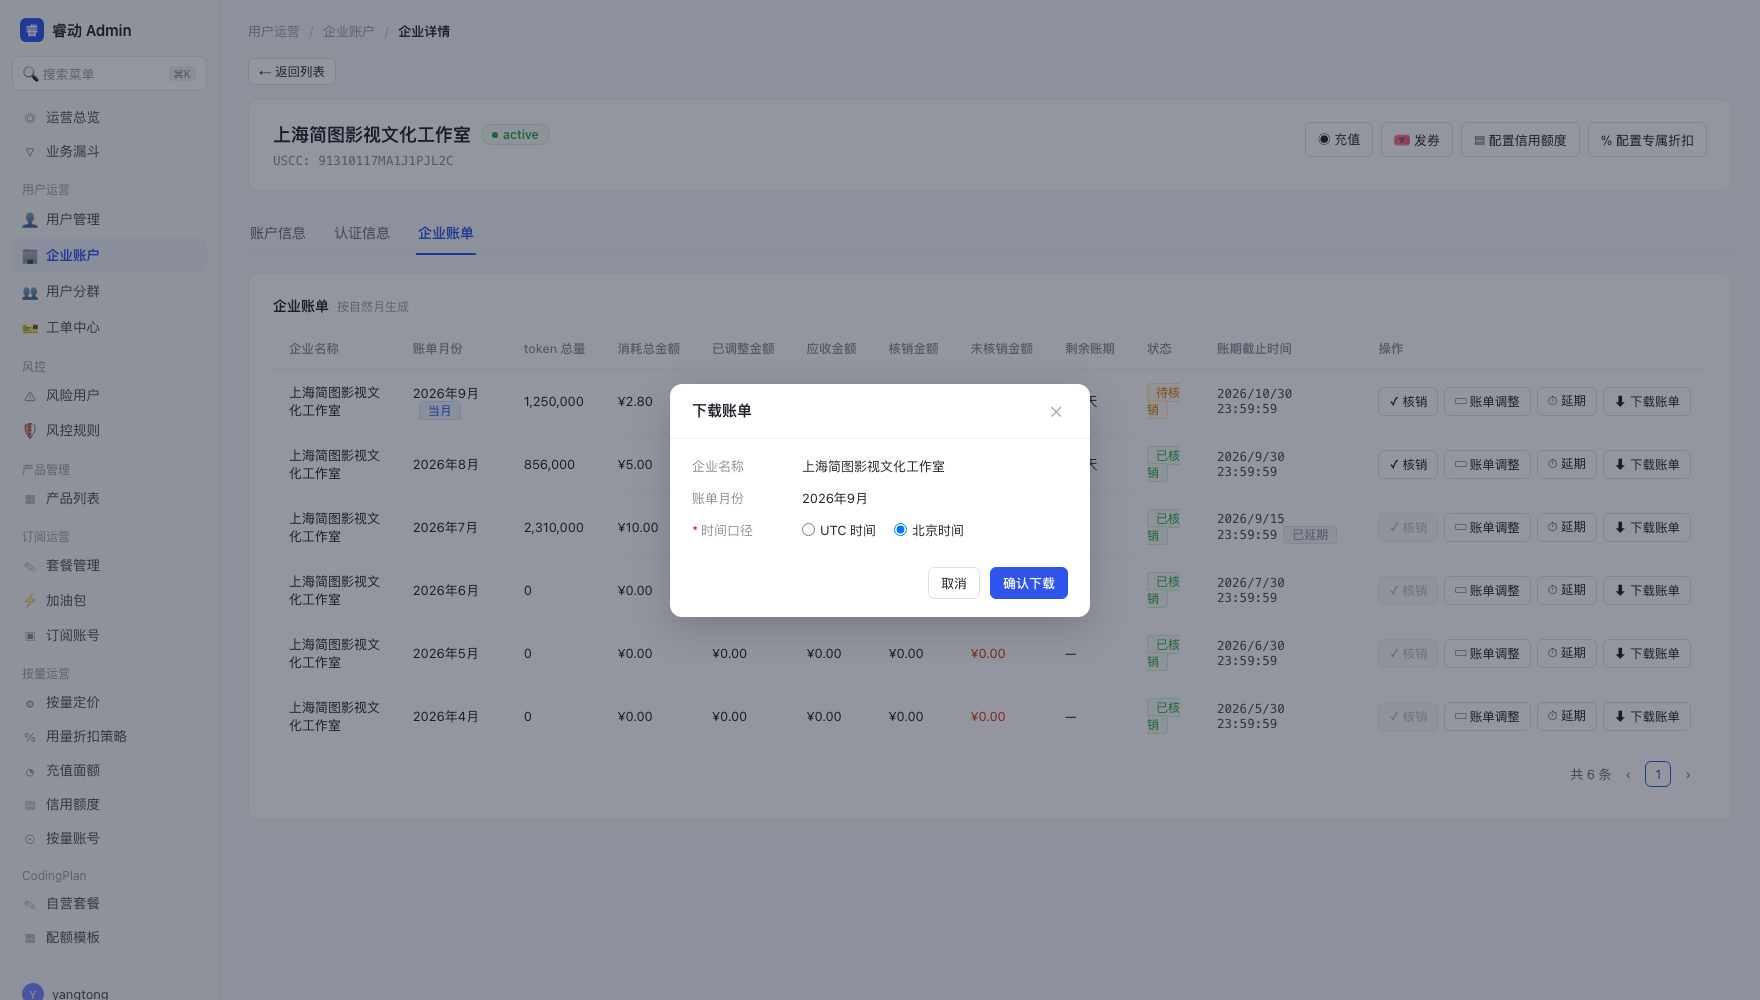 睿 睿动 Admin
搜索菜单 ⌘K
运营总览
业务漏斗
用户运营
用户管理
企业账户
用户分群
工单中心
风控
风险用户
风控规则
产品管理
产品列表
订阅运营
套餐管理
加油包
订阅账号
按量运营
按量定价
用量折扣策略
充值面额
信用额度
按量账号
CodingPlan
自营套餐
配额模板
Y yangtong
用户运营 / 企业账户 / 企业详情
← 返回列表
上海简图影视文化工作室 active
USCC: 91310117MA1J1PJL2C
充值 发券 配置信用额度 % 配置专属折扣
账户信息 认证信息 企业账单
企业账单 按自然月生成
企业名称 账单月份 token 总量 消耗总金额 已调整金额 应收金额 核销金额 未核销金额 剩余账期 状态 账期截止时间 操作
上海简图影视文化工作室 2026年9月 当月 1,250,000 ¥2.80 天 待核销 2026/10/30 23:59:59 ✓ 核销 账单调整 延期 下载账单
上海简图影视文化工作室 2026年8月 856,000 ¥5.00 天 已核销 2026/9/30 23:59:59 ✓ 核销 账单调整 延期 下载账单
上海简图影视文化工作室 2026年7月 2,310,000 ¥10.00 已核销 2026/9/15 23:59:59 已延期 ✓ 核销 账单调整 延期 下载账单
上海简图影视文化工作室 2026年6月 0 ¥0.00 已核销 2026/7/30 23:59:59 ✓ 核销 账单调整 延期 下载账单
上海简图影视文化工作室 2026年5月 0 ¥0.00 ¥0.00 ¥0.00 ¥0.00 ¥0.00 — 已核销 2026/6/30 23:59:59 ✓ 核销 账单调整 延期 下载账单
上海简图影视文化工作室 2026年4月 0 ¥0.00 ¥0.00 ¥0.00 ¥0.00 ¥0.00 — 已核销 2026/5/30 23:59:59 ✓ 核销 账单调整 延期 下载账单
共 6 条 ‹ 1 ›
下载账单
企业名称 上海简图影视文化工作室
账单月份 2026年9月
* 时间口径 UTC 时间 北京时间
取消 确认下载